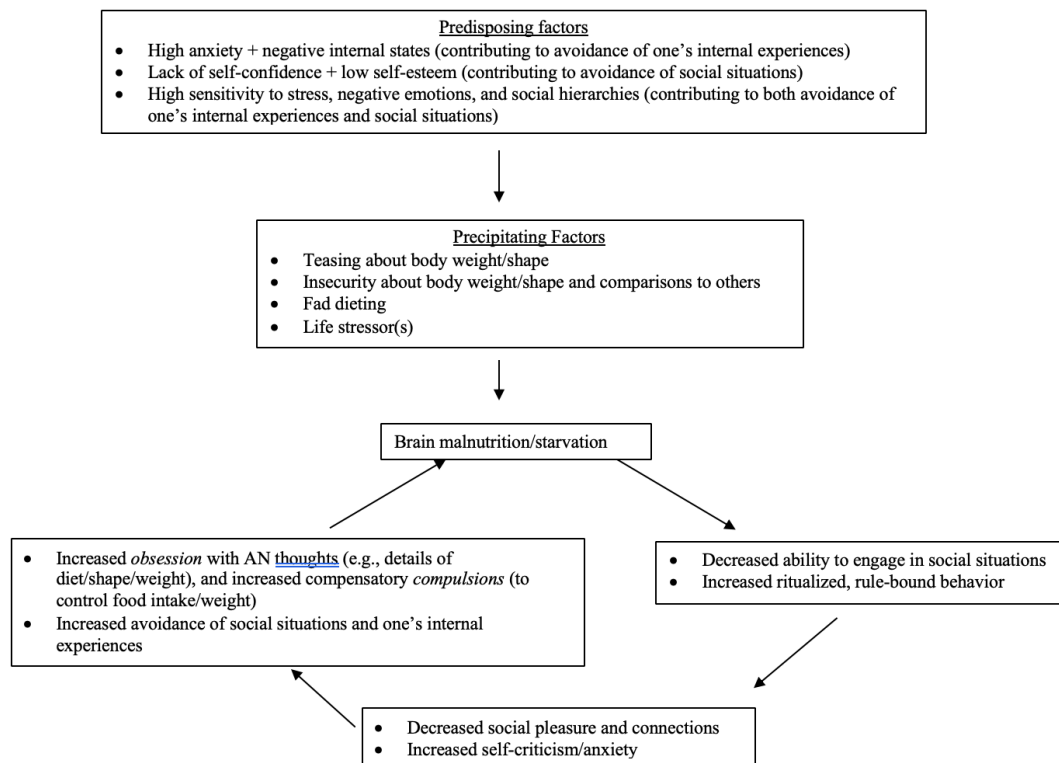 Predisposing factors
• High anxiety + negative internal states (contributing to avoidance of one’s internal experiences)
• Lack of self-confidence + low self-esteem (contributing to avoidance of social situations)
• High sensitivity to stress, negative emotions, and social hierarchies (contributing to both avoidance of
one’s internal experiences and social situations)
Precipitating Factors
• Teasing about body weight/shape
• Insecurity about body weight/shape and comparisons to others
• Fad dieting
• Life stressor(s)
Brain malnutrition/starvation
• Decreased ability to engage in social situations
• Increased ritualized, rule-bound behavior
• Decreased social pleasure and connections
• Increased self-criticism/anxiety
• Increased obsession with AN thoughts (e.g., details of
diet/shape/weight), and increased compensatory compulsions (to
control food intake/weight)
• Increased avoidance of social situations and one’s internal
experiences